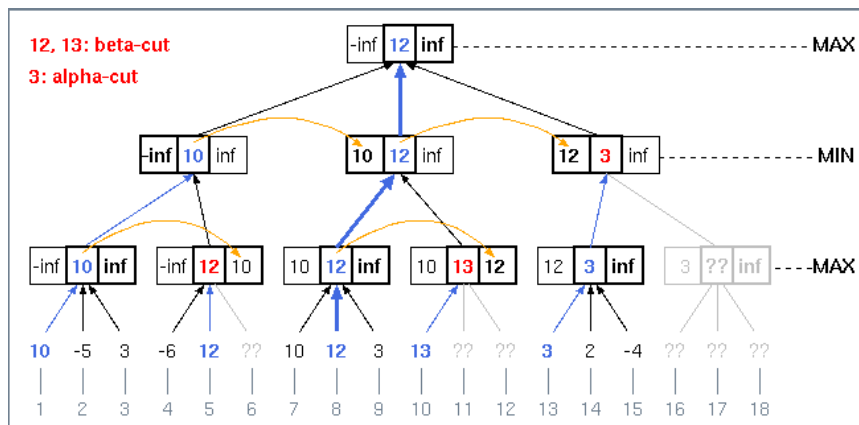 -inf 12 inf MAX
12, 13: beta-cut
3: alpha-cut
-inf 10 inf 10 12 inf 12 3 inf MIN
-inf 10 inf -inf 12 10 10 12 inf 10 13 12 12 3 inf 3 ?? inf MAX
10 -5 3 -6 12 ?? 10 12 3 13 ?? ?? 3 2 -4 ?? ?? ??
1 2 3 4 5 6 7 8 9 10 11 12 13 14 15 16 17 18